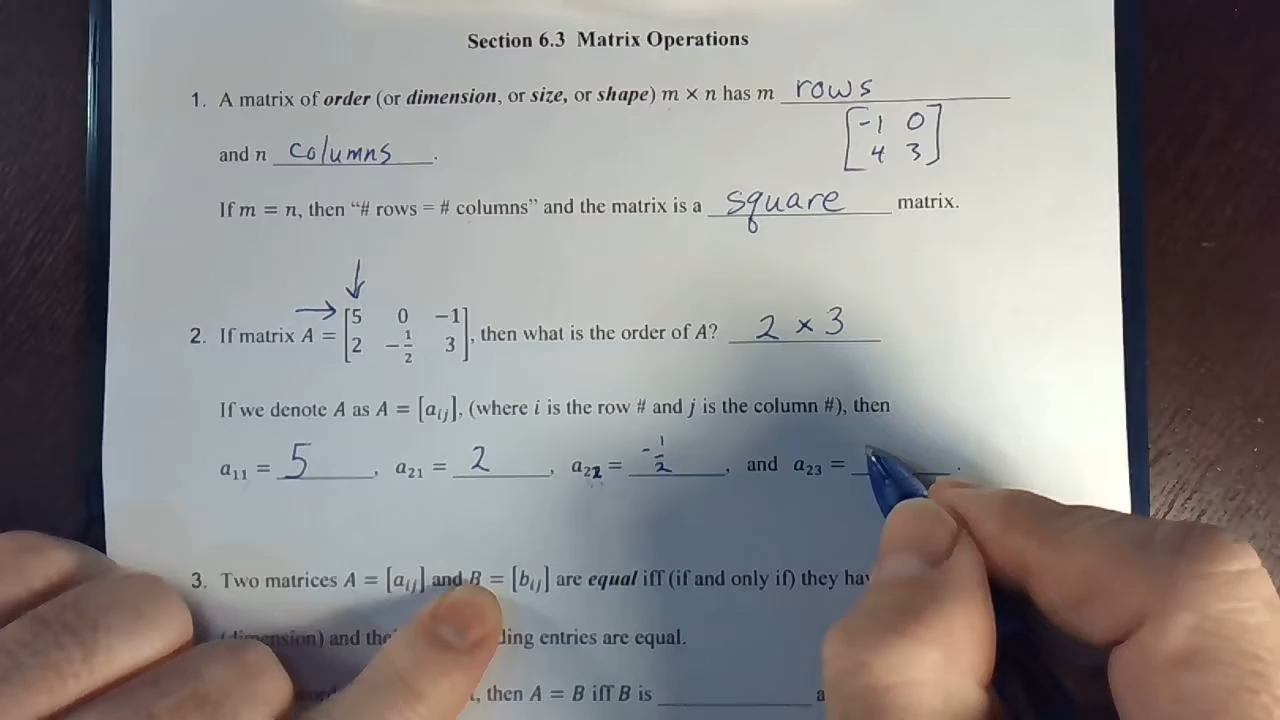 Section 6.3 Matrix Operations
1. A matrix of order (or dimension, or size, or shape) m × n has m rows
[-1 0
4 3]
and n columns.
If m = n, then “# rows = # columns” and the matrix is a square matrix.
2. If matrix A = [5 0 −1
2 −1/2 3], then what is the order of A? 2 × 3
If we denote A as A = [aij], (where i is the row # and j is the column #), then
a11 = 5, a21 = 2, a22 = -1/2, and a23 = .
3. Two matrices A = [aij] and B = [bij] are equal iff (if and only if) they
(dimension) and ding entries are equal.
, then A = B iff B is